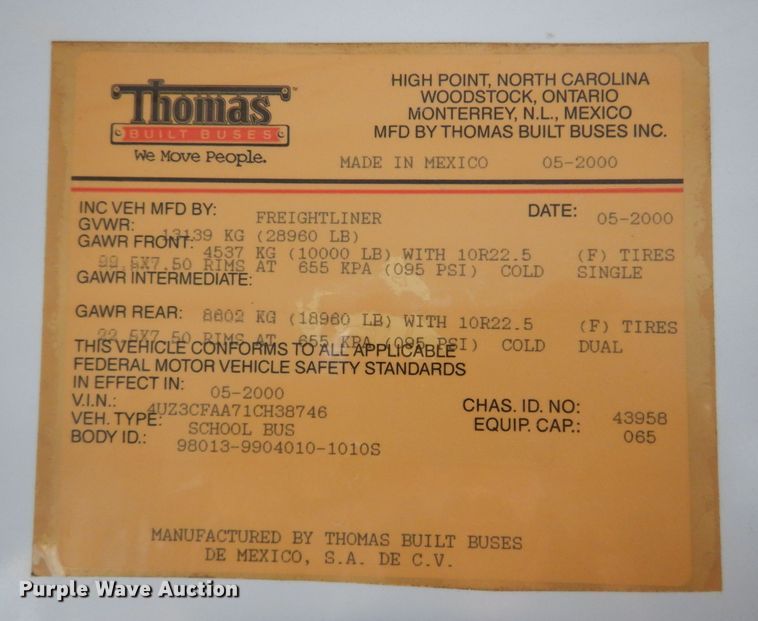 Thomas™
BUILT BUSES
We Move People.
HIGH POINT, NORTH CAROLINA
WOODSTOCK, ONTARIO
MONTERREY, N.L., MEXICO
MFD BY THOMAS BUILT BUSES INC.
MADE IN MEXICO 05-2000
INC VEH MFD BY: FREIGHTLINER DATE: 05-2000
GVWR: 13139 KG (28960 LB)
GAWR FRONT: 4537 KG (10000 LB) WITH 10R22.5 (F) TIRES
22.5X7.50 RIMS AT 655 KPA (095 PSI) COLD SINGLE
GAWR INTERMEDIATE:
GAWR REAR: 8602 KG (18960 LB) WITH 10R22.5 (F) TIRES
22.5X7.50 RIMS AT 655 KPA (095 PSI) COLD DUAL
THIS VEHICLE CONFORMS TO ALL APPLICABLE
FEDERAL MOTOR VEHICLE SAFETY STANDARDS
IN EFFECT IN: 05-2000
V.I.N.: 4UZ3CFAA71CH38746 CHAS. ID. NO: 43958
VEH. TYPE: SCHOOL BUS EQUIP. CAP.: 065
BODY ID.: 98013-9904010-1010S
MANUFACTURED BY THOMAS BUILT BUSES
DE MEXICO, S.A. DE C.V.
Purple Wave Auction